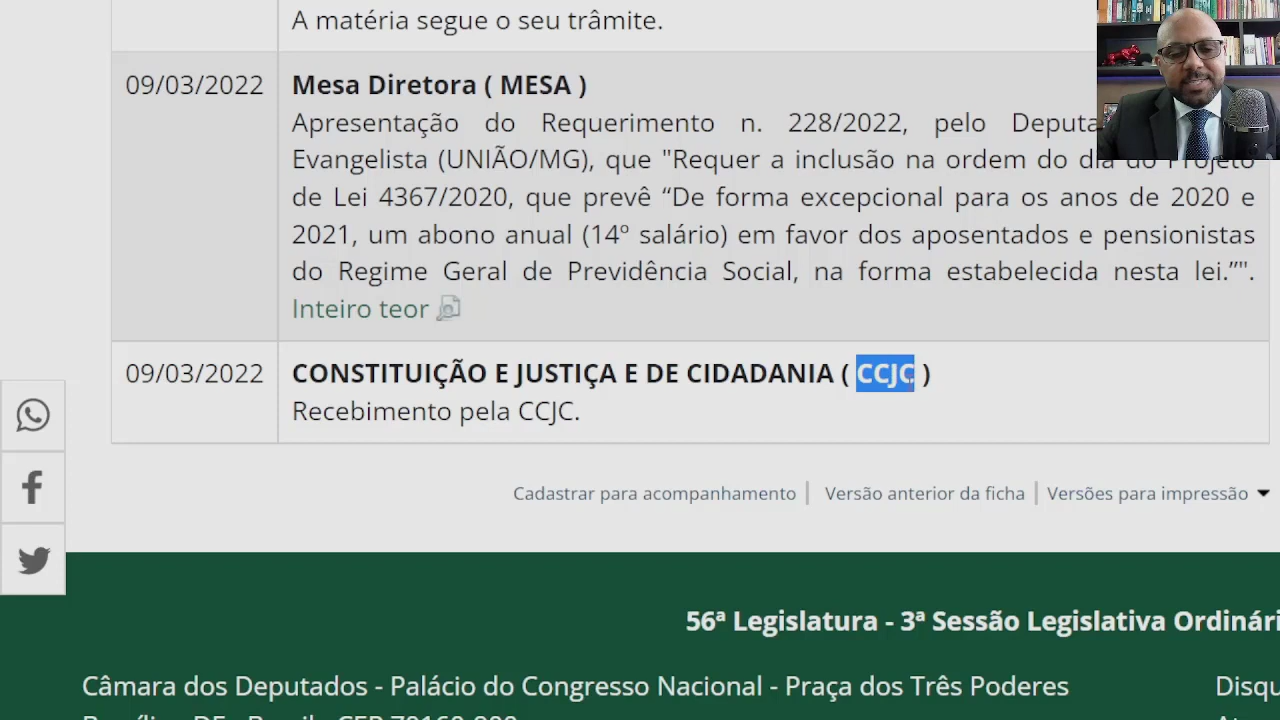 A matéria segue o seu trâmite.
09/03/2022 Mesa Diretora ( MESA )
Apresentação do Requerimento n. 228/2022, pelo
Evangelista (UNIÃO/MG), que "Requer a inclusão na ordem do dia do Projeto
de Lei 4367/2020, que prevê “De forma excepcional para os anos de 2020 e
2021, um abono anual (14º salário) em favor dos aposentados e pensionistas
do Regime Geral de Previdência Social, na forma estabelecida nesta lei.”".
Inteiro teor
09/03/2022 CONSTITUIÇÃO E JUSTIÇA E DE CIDADANIA ( CCJC )
Recebimento pela CCJC.
Cadastrar para acompanhamento | Versão anterior da ficha | Versões para impressão
56ª Legislatura - 3ª Sessão Legislativa
Câmara dos Deputados - Palácio do Congresso Nacional - Praça dos Três Poderes